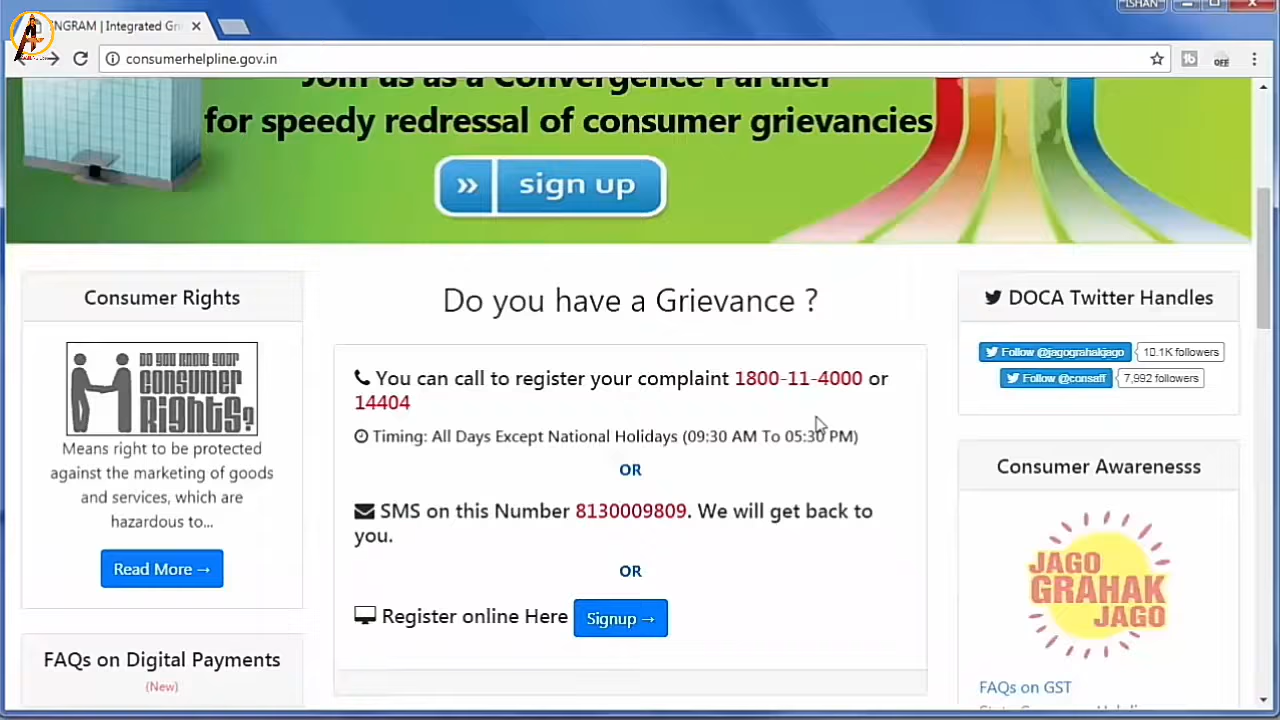 ISHAN
NGRAM | Integrated Gri
consumerhelpline.gov.in
OFF
Join us as a Convergence Partner
for speedy redressal of consumer grievancies
» sign up
Consumer Rights
DO YOU KNOW YOUR
CONSUMER
RIGHTS?
Means right to be protected
against the marketing of goods
and services, which are
hazardous to...
Read More →
FAQs on Digital Payments
(New)
Do you have a Grievance ?
You can call to register your complaint 1800-11-4000 or
14404
Timing: All Days Except National Holidays (09:30 AM To 05:30 PM)
OR
SMS on this Number 8130009809. We will get back to
you.
OR
Register online Here Signup →
DOCA Twitter Handles
Follow @jagograhakjago 10.1K followers
Follow @consaff 7,992 followers
Consumer Awarenesss
JAGO
GRAHAK
JAGO
FAQs on GST